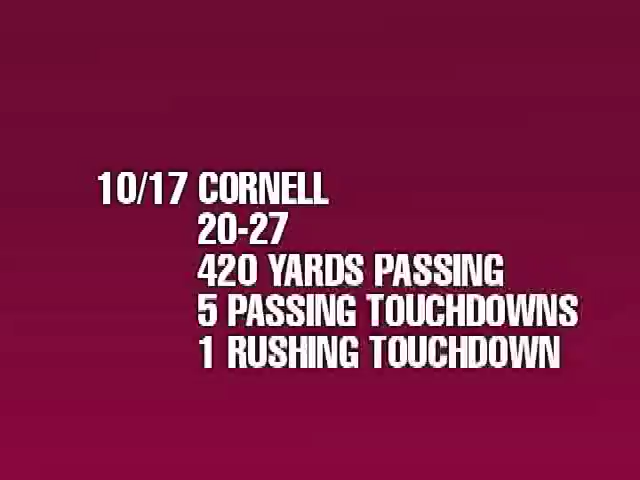 10/17 CORNELL
20-27
420 YARDS PASSING
5 PASSING TOUCHDOWNS
1 RUSHING TOUCHDOWN